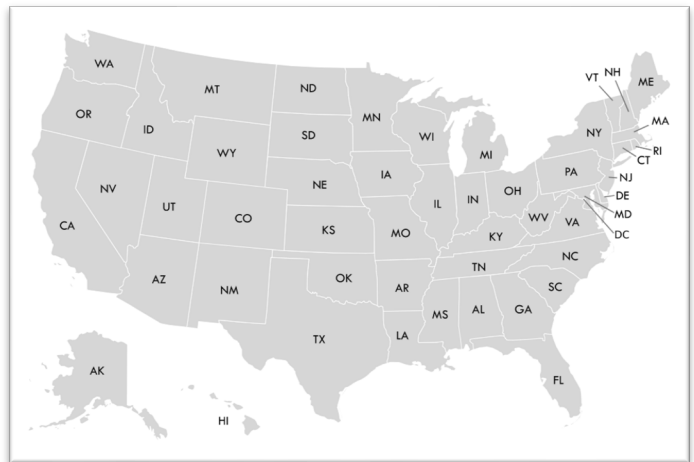 WA
MT
ND
MN
VT
NH
ME
OR
ID
WY
SD
WI
MI
NY
MA
RI
CT
NV
UT
CO
NE
IA
IL
IN
OH
PA
NJ
DE
MD
DC
CA
KS
MO
KY
WV
VA
AZ
NM
OK
AR
TN
NC
SC
TX
LA
MS
AL
GA
FL
AK
HI